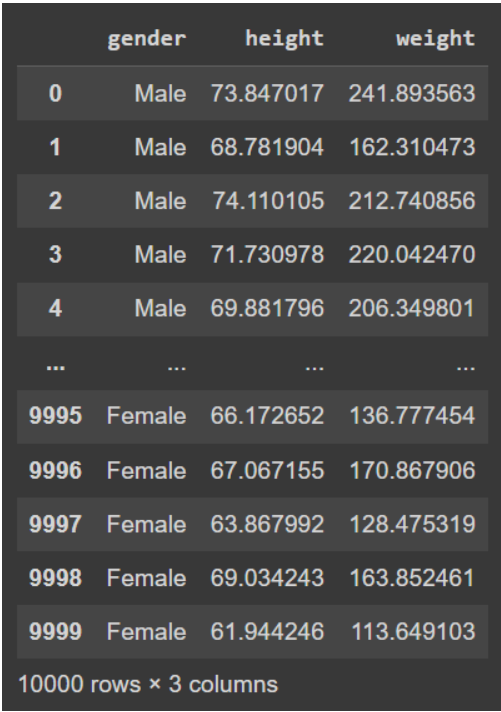 gender height weight
0 Male 73.847017 241.893563
1 Male 68.781904 162.310473
2 Male 74.110105 212.740856
3 Male 71.730978 220.042470
4 Male 69.881796 206.349801
... ... ... ...
9995 Female 66.172652 136.777454
9996 Female 67.067155 170.867906
9997 Female 63.867992 128.475319
9998 Female 69.034243 163.852461
9999 Female 61.944246 113.649103
10000 rows × 3 columns